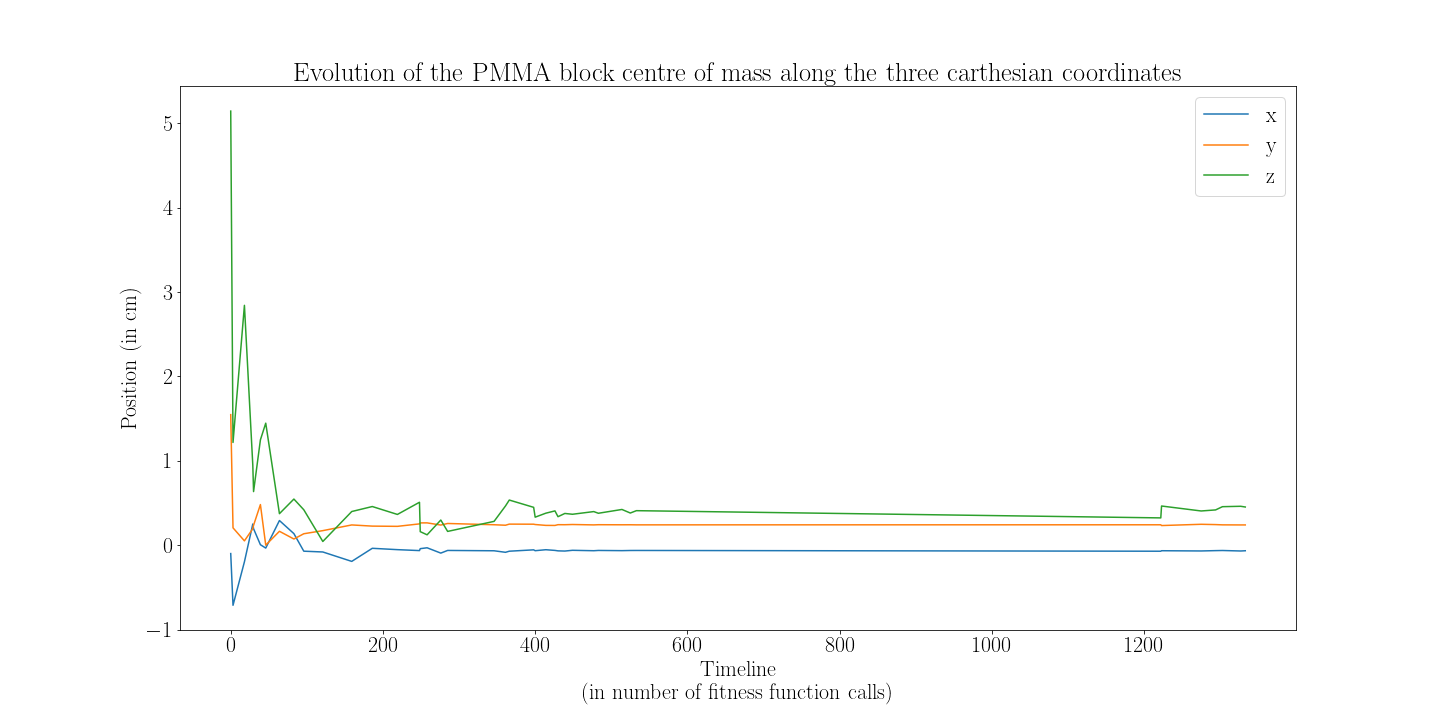 Evolution of the PMMA block centre of mass along the three carthesian coordinates
x
y
z
5
4
3
2
1
0
−1
Position (in cm)
0 200 400 600 800 1000 1200
Timeline
(in number of fitness function calls)